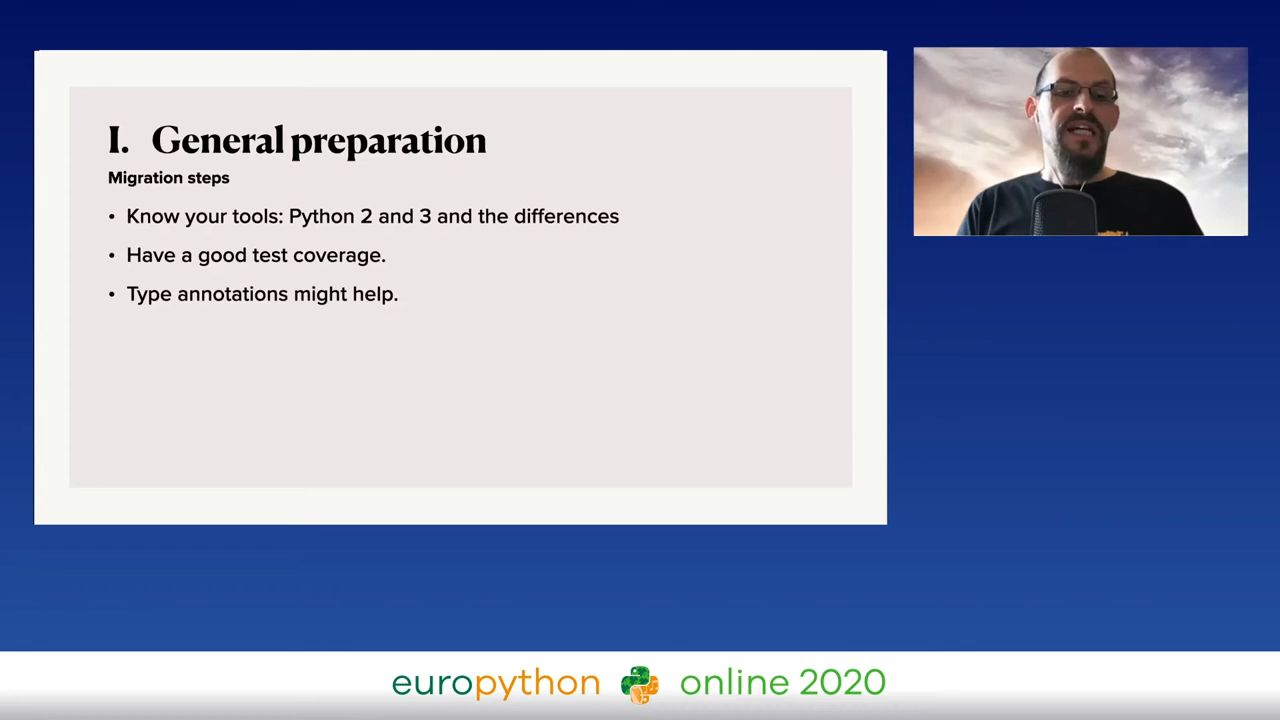 I. General preparation
Migration steps
• Know your tools: Python 2 and 3 and the differences
• Have a good test coverage.
• Type annotations might help.
europython online 2020